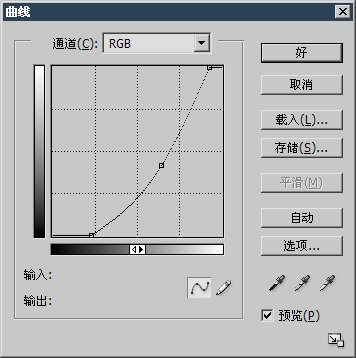 曲线
通道(C): RGB
好
取消
载入(L)...
存储(S)...
平滑(M)
自动
选项...
输入:
输出:
预览(P)